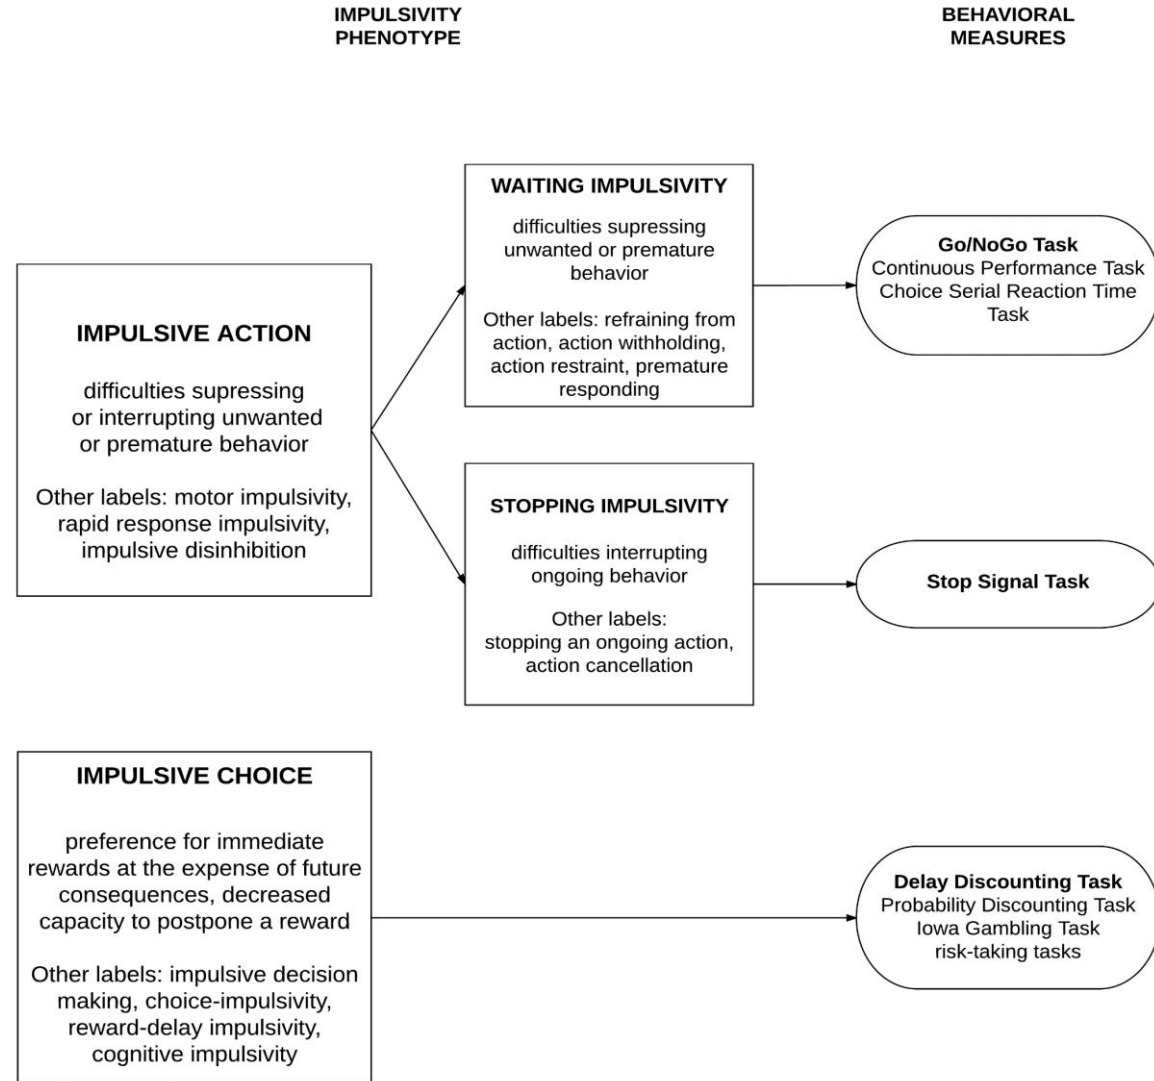 IMPULSIVITY
PHENOTYPE
BEHAVIORAL
MEASURES
IMPULSIVE ACTION
difficulties supressing
or interrupting unwanted
or premature behavior
Other labels: motor impulsivity,
rapid response impulsivity,
impulsive disinhibition
WAITING IMPULSIVITY
difficulties supressing
unwanted or premature
behavior
Other labels: refraining from
action, action withholding,
action restraint, premature
responding
Go/NoGo Task
Continuous Performance Task
Choice Serial Reaction Time
Task
STOPPING IMPULSIVITY
difficulties interrupting
ongoing behavior
Other labels:
stopping an ongoing action,
action cancellation
Stop Signal Task
IMPULSIVE CHOICE
preference for immediate
rewards at the expense of future
consequences, decreased
capacity to postpone a reward
Other labels: impulsive decision
making, choice-impulsivity,
reward-delay impulsivity,
cognitive impulsivity
Delay Discounting Task
Probability Discounting Task
Iowa Gambling Task
risk-taking tasks